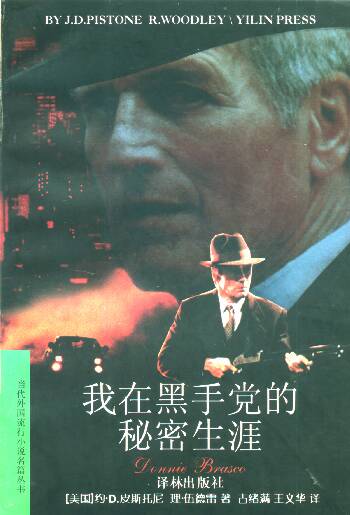 BY J.D.PISTONE R.WOODLEY \ YILIN PRESS
当代外国流行小说名篇丛书
我在黑手党的
秘密生涯
Donnie Brasco
译林出版社
[美国]约·D.皮斯托尼 理·伍德雷 著 古绪满 王文华 译